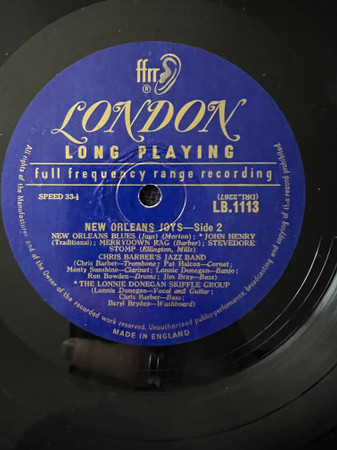 ffrr
®
LONDON
LONG PLAYING
full frequency range recording
SPEED 33⅓
(DRL.2267)
LB.1113
NEW ORLEANS JOYS—Side 2
NEW ORLEANS BLUES (Joys) (Morton); * JOHN HENRY
(Traditional); MERRYDOWN RAG (Barber); STEVEDORE
STOMP (Ellington, Mills)
CHRIS BARBER'S JAZZ BAND
(Chris Barber—Trombone; Pat Halcox—Cornet;
Monty Sunshine—Clarinet; Lonnie Donegan—Banjo;
Ron Bowden—Drums; Jim Bray—Bass)
* THE LONNIE DONEGAN SKIFFLE GROUP
(Lonnie Donegan—Vocal and Guitar;
Chris Barber—Bass;
Beryl Bryden—Washboard)
All rights of the Manufacturer and of the Owner of the recorded work reserved. Unauthorised public performance, broadcasting and copying of this record prohibited.
MADE IN ENGLAND